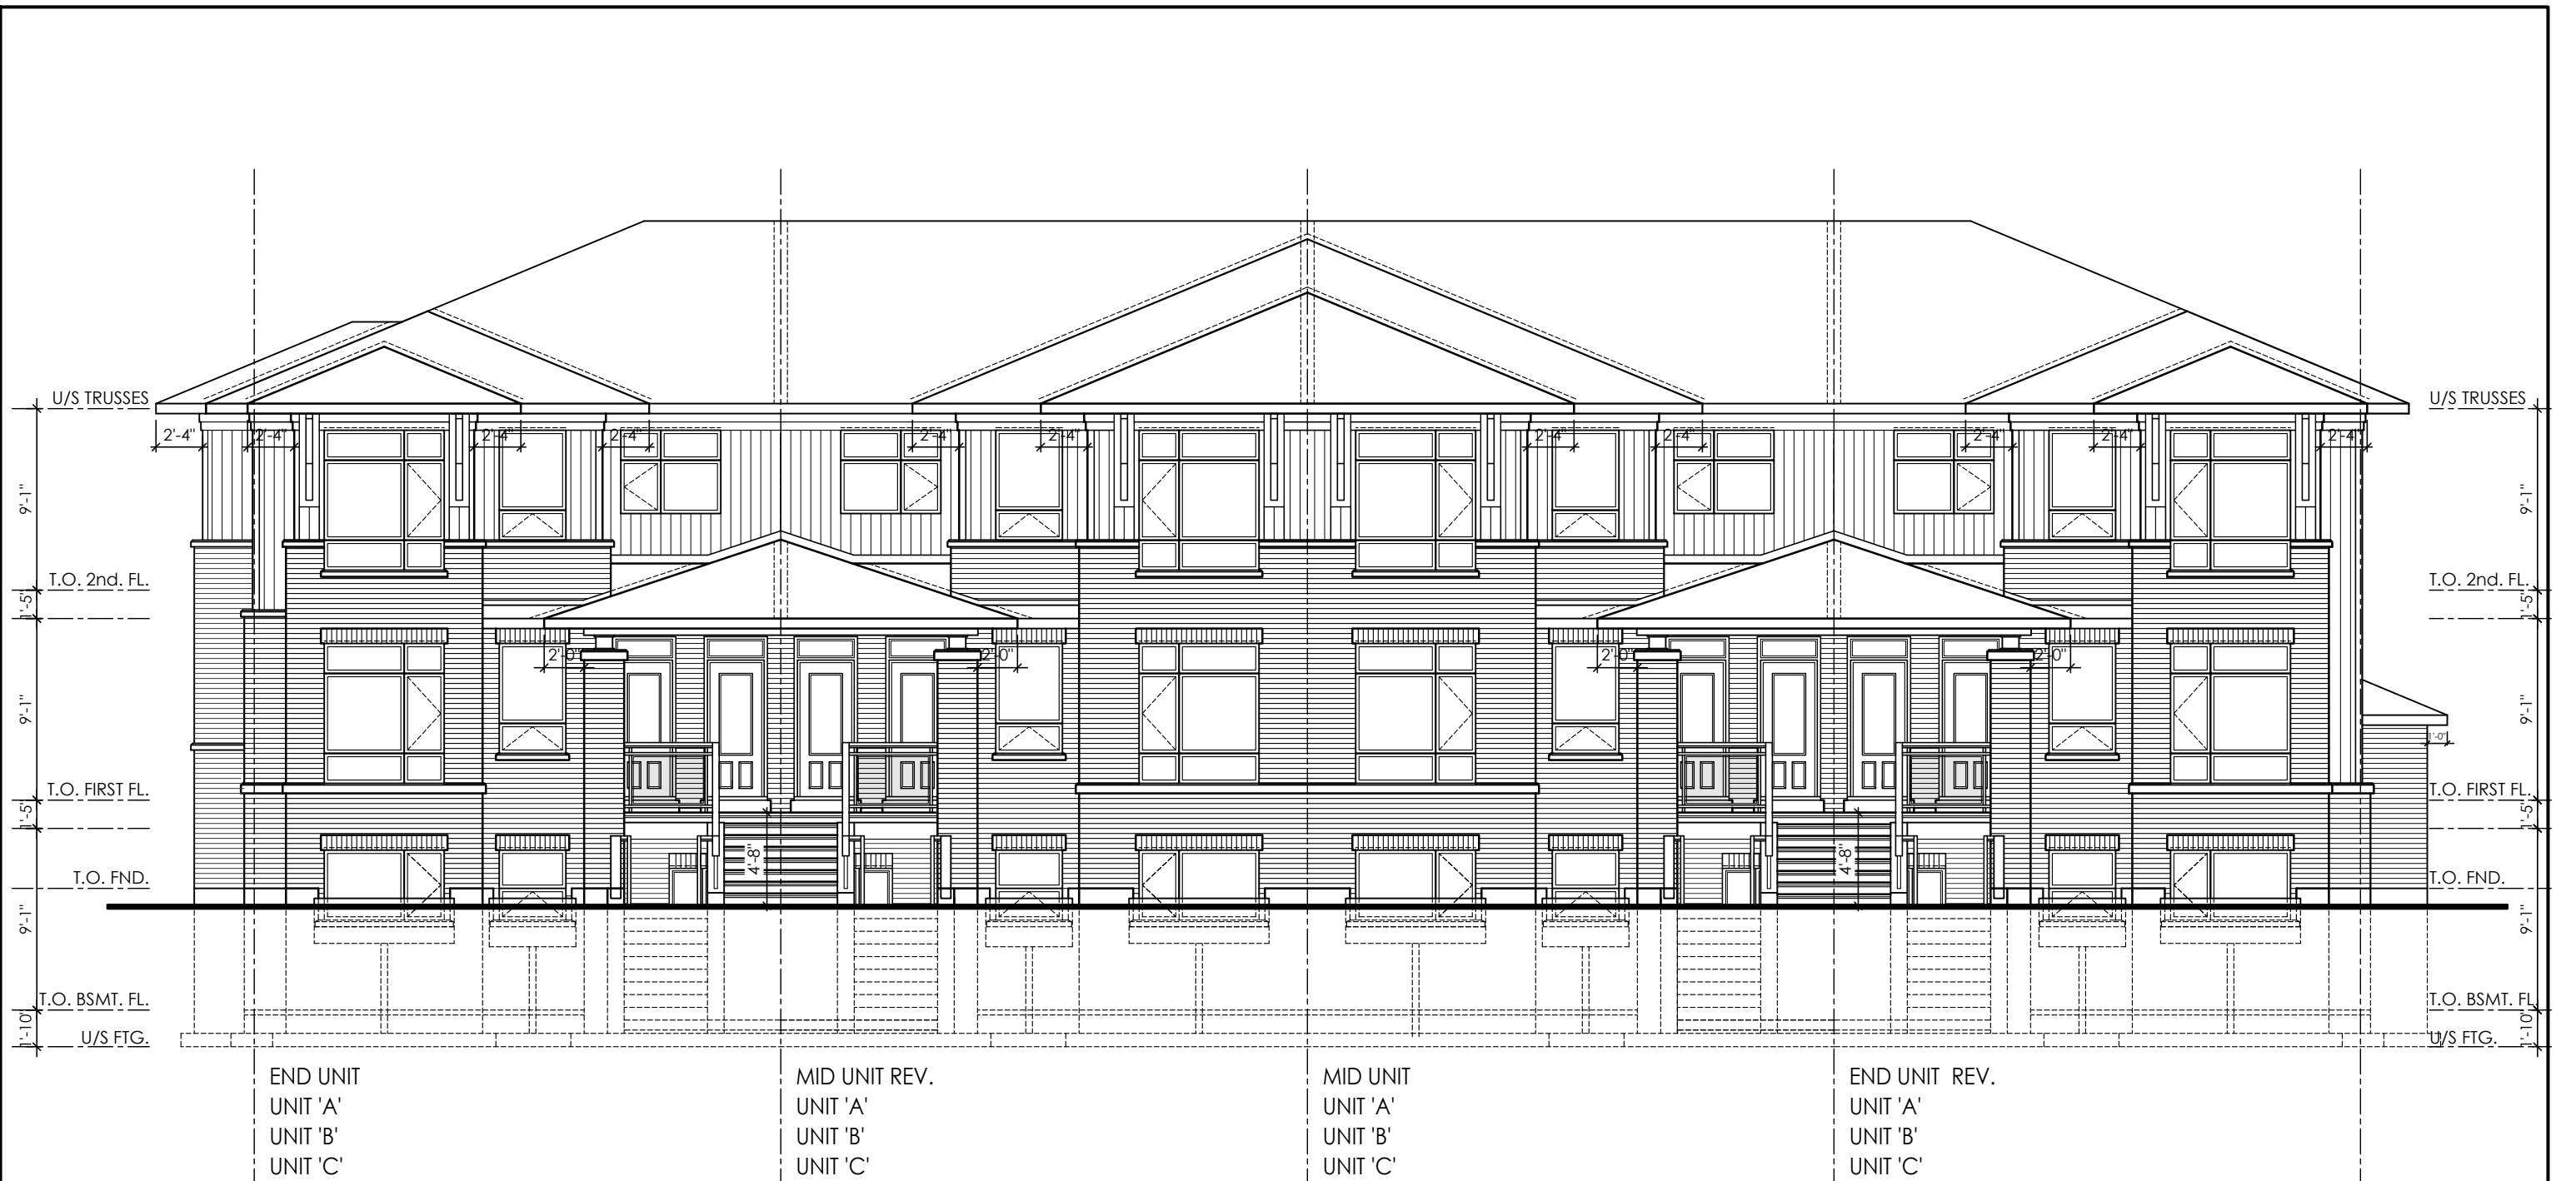 U/S TRUSSES
U/S TRUSSES
2'-4"
2'-4"
2'-4"
2'-4"
2'-4"
2'-4"
2'-4"
2'-4"
2'-4"
2'-4"
2'-4"
9'-1"
9'-1"
T.O. 2nd. FL.
T.O. 2nd. FL.
1'-5"
1'-5"
2'-0"
2'-0"
2'-0"
2'-0"
9'-1"
9'-1"
1'-0"
T.O. FIRST FL.
T.O. FIRST FL.
1'-5"
1'-5"
4'-8"
4'-8"
T.O. FND.
T.O. FND.
9'-1"
9'-1"
T.O. BSMT. FL.
T.O. BSMT. FL
1'-10"
1'-10"
U/S FTG.
U/S FTG.
END UNIT
UNIT 'A'
UNIT 'B'
UNIT 'C'
MID UNIT REV.
UNIT 'A'
UNIT 'B'
UNIT 'C'
MID UNIT
UNIT 'A'
UNIT 'B'
UNIT 'C'
END UNIT REV.
UNIT 'A'
UNIT 'B'
UNIT 'C'